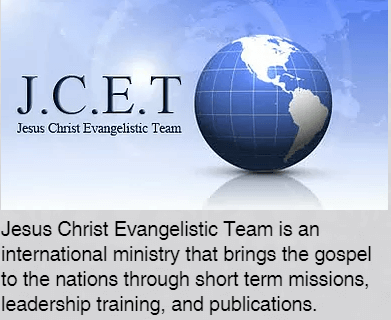 J.C.E.T
Jesus Christ Evangelistic Team
Jesus Christ Evangelistic Team is an
international ministry that brings the gospel
to the nations through short term missions,
leadership training, and publications.